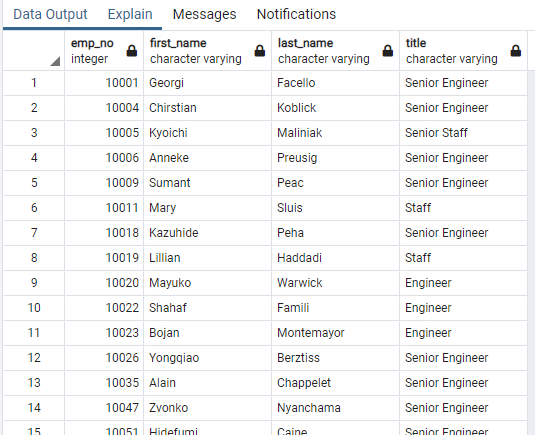 Data Output Explain Messages Notifications
emp_no first_name last_name title
integer character varying character varying character varying
1 10001 Georgi Facello Senior Engineer
2 10004 Chirstian Koblick Senior Engineer
3 10005 Kyoichi Maliniak Senior Staff
4 10006 Anneke Preusig Senior Engineer
5 10009 Sumant Peac Senior Engineer
6 10011 Mary Sluis Staff
7 10018 Kazuhide Peha Senior Engineer
8 10019 Lillian Haddadi Staff
9 10020 Mayuko Warwick Engineer
10 10022 Shahaf Famili Engineer
11 10023 Bojan Montemayor Engineer
12 10026 Yongqiao Berztiss Senior Engineer
13 10035 Alain Chappelet Senior Engineer
14 10047 Zvonko Nyanchama Senior Engineer
15 10051 Hidefumi Caine Senior Engineer